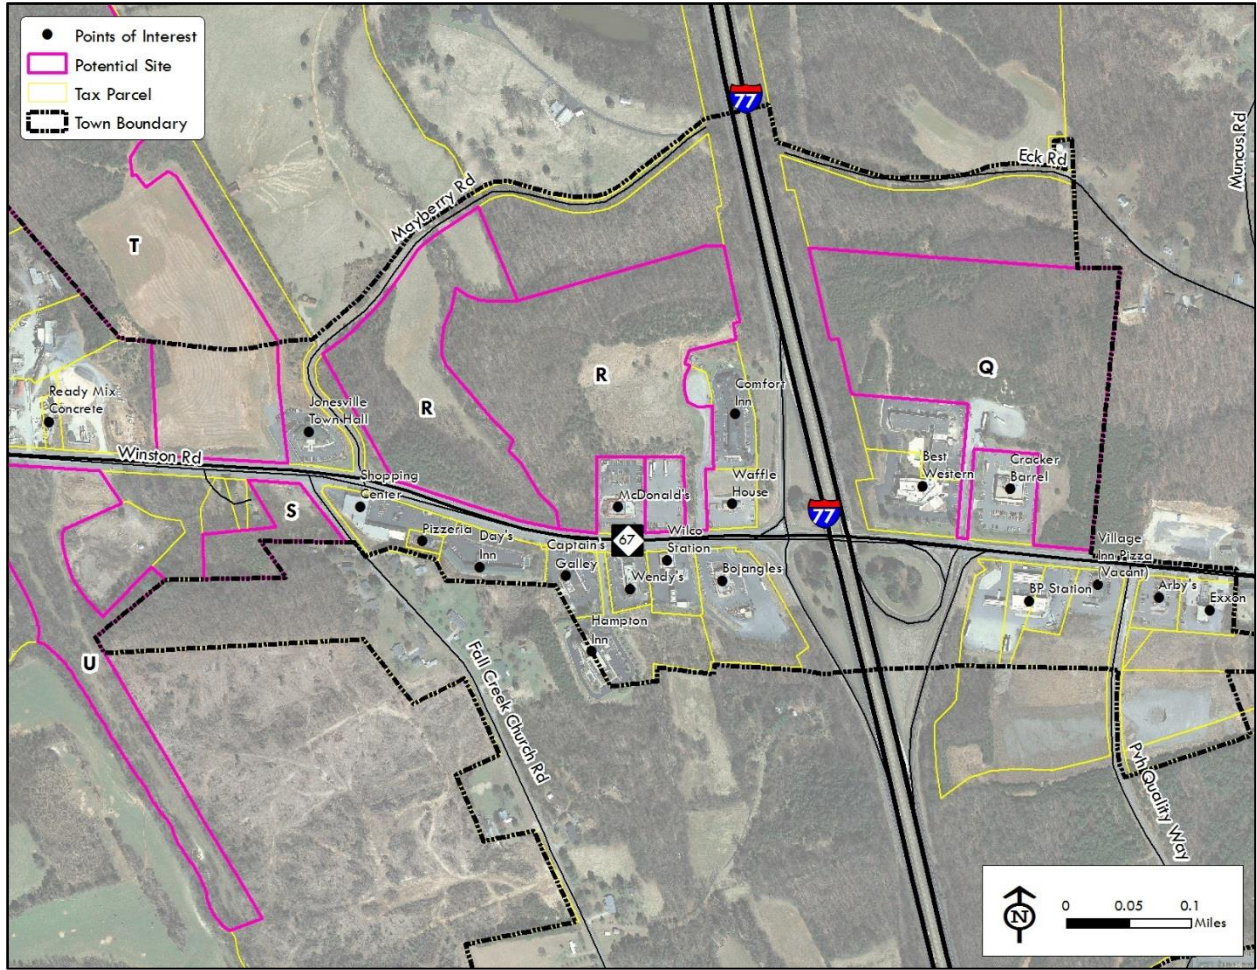 Points of Interest
Potential Site
Tax Parcel
Town Boundary
77
Muncus Rd
Eck Rd
Mayberry Rd
T
R
R
Q
Comfort
Inn
Ready Mix
Concrete
Jonesville
Town Hall
Winston Rd
Shopping
Center
S
McDonald's
Waffle
House
Best
Western
Cracker
Barrel
77
67
Pizzeria
Day's
Inn
Captain's
Galley
Wilco
Station
Wendy's
Bojangles
Village
Inn Pizza
(Vacant)
BP Station
Arby's
Exxon
Hampton
Inn
U
Fall Creek Church Rd
Pvh Quality Way
N
0 0.05 0.1
Miles